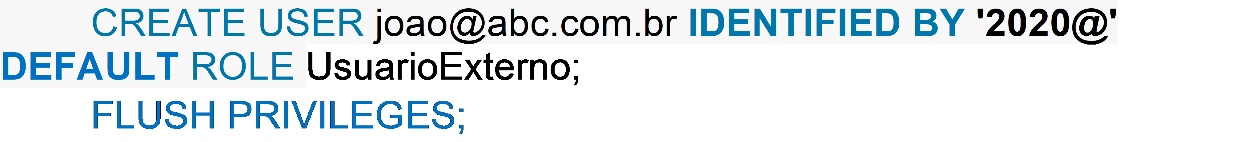 CREATE USER joao@abc.com.br IDENTIFIED BY '2020@'
DEFAULT ROLE UsuarioExterno;
FLUSH PRIVILEGES;